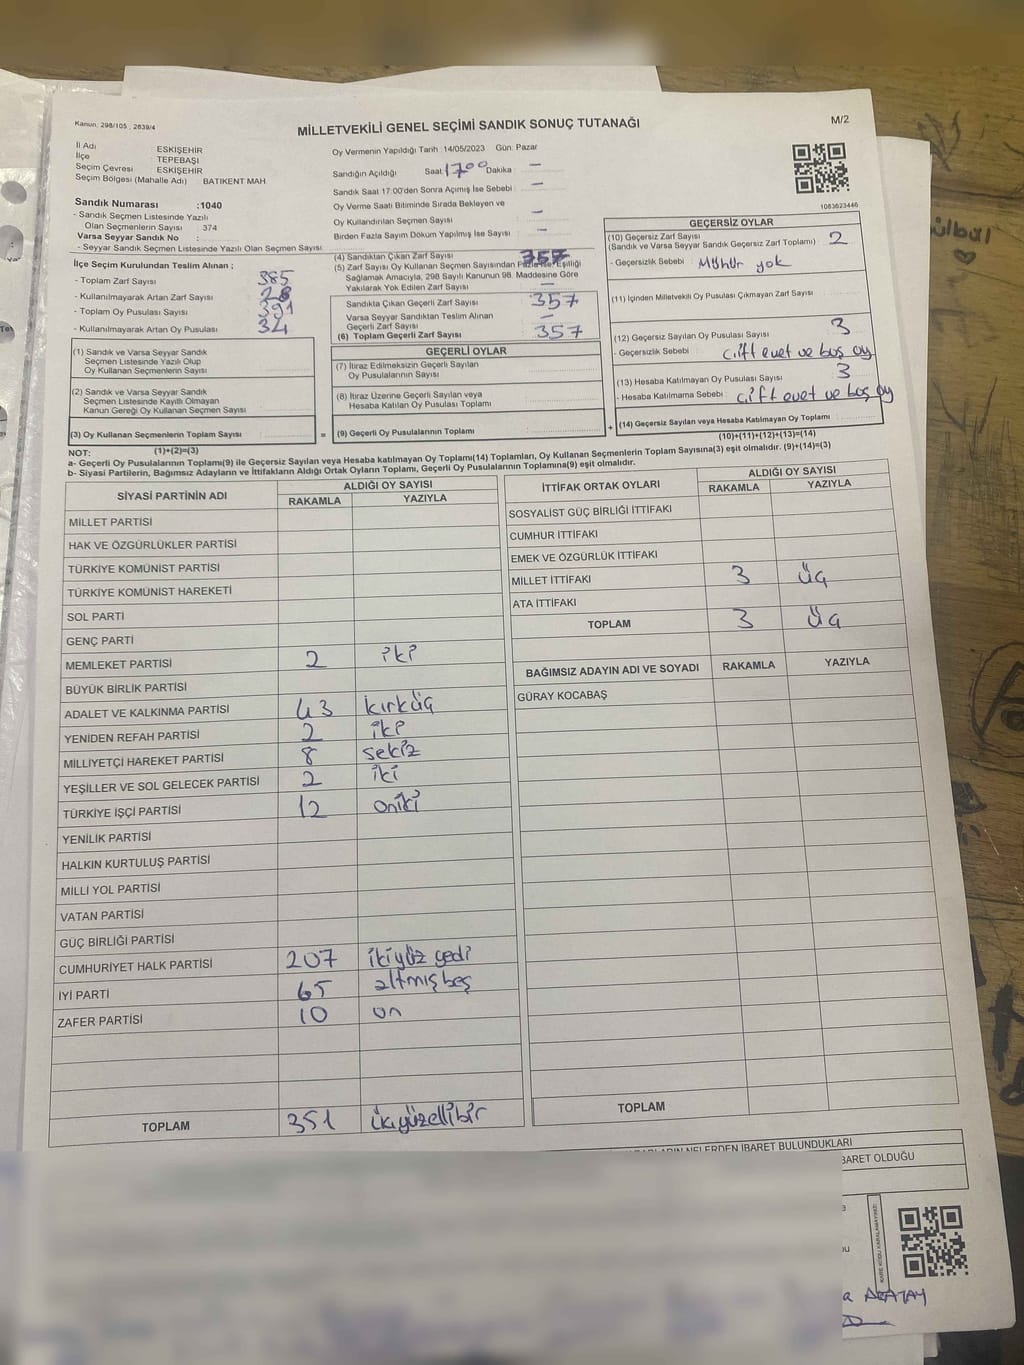 Kanun: 298/105 ; 2839/4
MİLLETVEKİLİ GENEL SEÇİMİ SANDIK SONUÇ TUTANAĞI
M/2
İl Adı ESKİŞEHİR
İlçe TEPEBAŞI
Seçim Çevresi ESKİŞEHİR
Seçim Bölgesi (Mahalle Adı) BATIKENT MAH.
Sandık Numarası :1040
- Sandık Seçmen Listesinde Yazılı
Olan Seçmenlerin Sayısı 374
Varsa Seyyar Sandık No :
- Seyyar Sandık Seçmen Listesinde Yazılı Olan Seçmen Sayısı
Oy Vermenin Yapıldığı Tarih :14/05/2023 Gün: Pazar
Sandığın Açıldığı Saat: 17 00 Dakika : —
Sandık Saat 17:00'den Sonra Açılmış İse Sebebi : —
Oy Verme Saati Bitiminde Sırada Bekleyen ve
Oy Kullandırılan Seçmen Sayısı : —
Birden Fazla Sayım Döküm Yapılmış İse Sayısı : —
1083623446
İlçe Seçim Kurulundan Teslim Alınan ;
- Toplam Zarf Sayısı : 385
- Kullanılmayarak Artan Zarf Sayısı : 28
- Toplam Oy Pusulası Sayısı : 391
- Kullanılmayarak Artan Oy Pusulası : 34
(4) Sandıktan Çıkan Zarf Sayısı 357
(5) Zarf Sayısı Oy Kullanan Seçmen Sayısından Fazla ise, Eşitliği
Sağlamak Amacıyla, 298 Sayılı Kanunun 98. Maddesine Göre
Yakılarak Yok Edilen Zarf Sayısı : —
Sandıkta Çıkan Geçerli Zarf Sayısı : 357
Varsa Seyyar Sandıktan Teslim Alınan
Geçerli Zarf Sayısı : —
(6) Toplam Geçerli Zarf Sayısı : 357
GEÇERSİZ OYLAR
(10) Geçersiz Zarf Sayısı
(Sandık ve Varsa Seyyar Sandık Geçersiz Zarf Toplamı) 2
- Geçersizlik Sebebi : Mühür yok
(11) İçinden Milletvekili Oy Pusulası Çıkmayan Zarf Sayısı
(12) Geçersiz Sayılan Oy Pusulası Sayısı : 3
- Geçersizlik Sebebi : çift evet ve boş oy
(13) Hesaba Katılmayan Oy Pusulası Sayısı : 3
- Hesaba Katılmama Sebebi : çift evet ve boş oy
(14) Geçersiz Sayılan veya Hesaba Katılmayan Oy Toplamı
(10)+(11)+(12)+(13)=(14)
(1) Sandık ve Varsa Seyyar Sandık
Seçmen Listesinde Yazılı Olup
Oy Kullanan Seçmenlerin Sayısı
(2) Sandık ve Varsa Seyyar Sandık
Seçmen Listesinde Kayıtlı Olmayan
Kanun Gereği Oy Kullanan Seçmen Sayısı
(3) Oy Kullanan Seçmenlerin Toplam Sayısı
(1)+(2)=(3)
GEÇERLİ OYLAR
(7) İtiraz Edilmeksizin Geçerli Sayılan
Oy Pusulalarının Sayısı
(8) İtiraz Üzerine Geçerli Sayılan veya
Hesaba Katılan Oy Pusulası Toplamı
= (9) Geçerli Oy Pusulalarının Toplamı +
NOT:
a- Geçerli Oy Pusulalarının Toplamı(9) ile Geçersiz Sayılan veya Hesaba katılmayan Oy Toplamı(14) Toplamları, Oy Kullanan Seçmenlerin Toplam Sayısına(3) eşit olmalıdır. (9)+(14)=(3)
b- Siyasi Partilerin, Bağımsız Adayların ve İttifakların Aldığı Ortak Oyların Toplamı, Geçerli Oy Pusulalarının Toplamına(9) eşit olmalıdır.
SİYASİ PARTİNİN ADI ALDIĞI OY SAYISI
RAKAMLA YAZIYLA
MİLLET PARTİSİ
HAK VE ÖZGÜRLÜKLER PARTİSİ
TÜRKİYE KOMÜNİST PARTİSİ
TÜRKİYE KOMÜNİST HAREKETİ
SOL PARTİ
GENÇ PARTİ
MEMLEKET PARTİSİ 2 iki
BÜYÜK BİRLİK PARTİSİ
ADALET VE KALKINMA PARTİSİ 43 kırküç
YENİDEN REFAH PARTİSİ 2 iki
MİLLİYETÇİ HAREKET PARTİSİ 8 sekiz
YEŞİLLER VE SOL GELECEK PARTİSİ 2 iki
TÜRKİYE İŞÇİ PARTİSİ 12 oniki
YENİLİK PARTİSİ
HALKIN KURTULUŞ PARTİSİ
MİLLİ YOL PARTİSİ
VATAN PARTİSİ
GÜÇ BİRLİĞİ PARTİSİ
CUMHURİYET HALK PARTİSİ 207 ikiyüz yedi
İYİ PARTİ 65 altmışbeş
ZAFER PARTİSİ 10 on
TOPLAM 351 üçyüzellibir
İTTİFAK ORTAK OYLARI ALDIĞI OY SAYISI
RAKAMLA YAZIYLA
SOSYALİST GÜÇ BİRLİĞİ İTTİFAKI
CUMHUR İTTİFAKI
EMEK VE ÖZGÜRLÜK İTTİFAKI
MİLLET İTTİFAKI 3 üç
ATA İTTİFAKI
TOPLAM 3 üç
BAĞIMSIZ ADAYIN ADI VE SOYADI RAKAMLA YAZIYLA
GÜRAY KOCABAŞ
TOPLAM
NELERDEN İBARET BULUNDUKLARI
İBARET OLDUĞU
KARE KODU KARALAMAYINIZ!